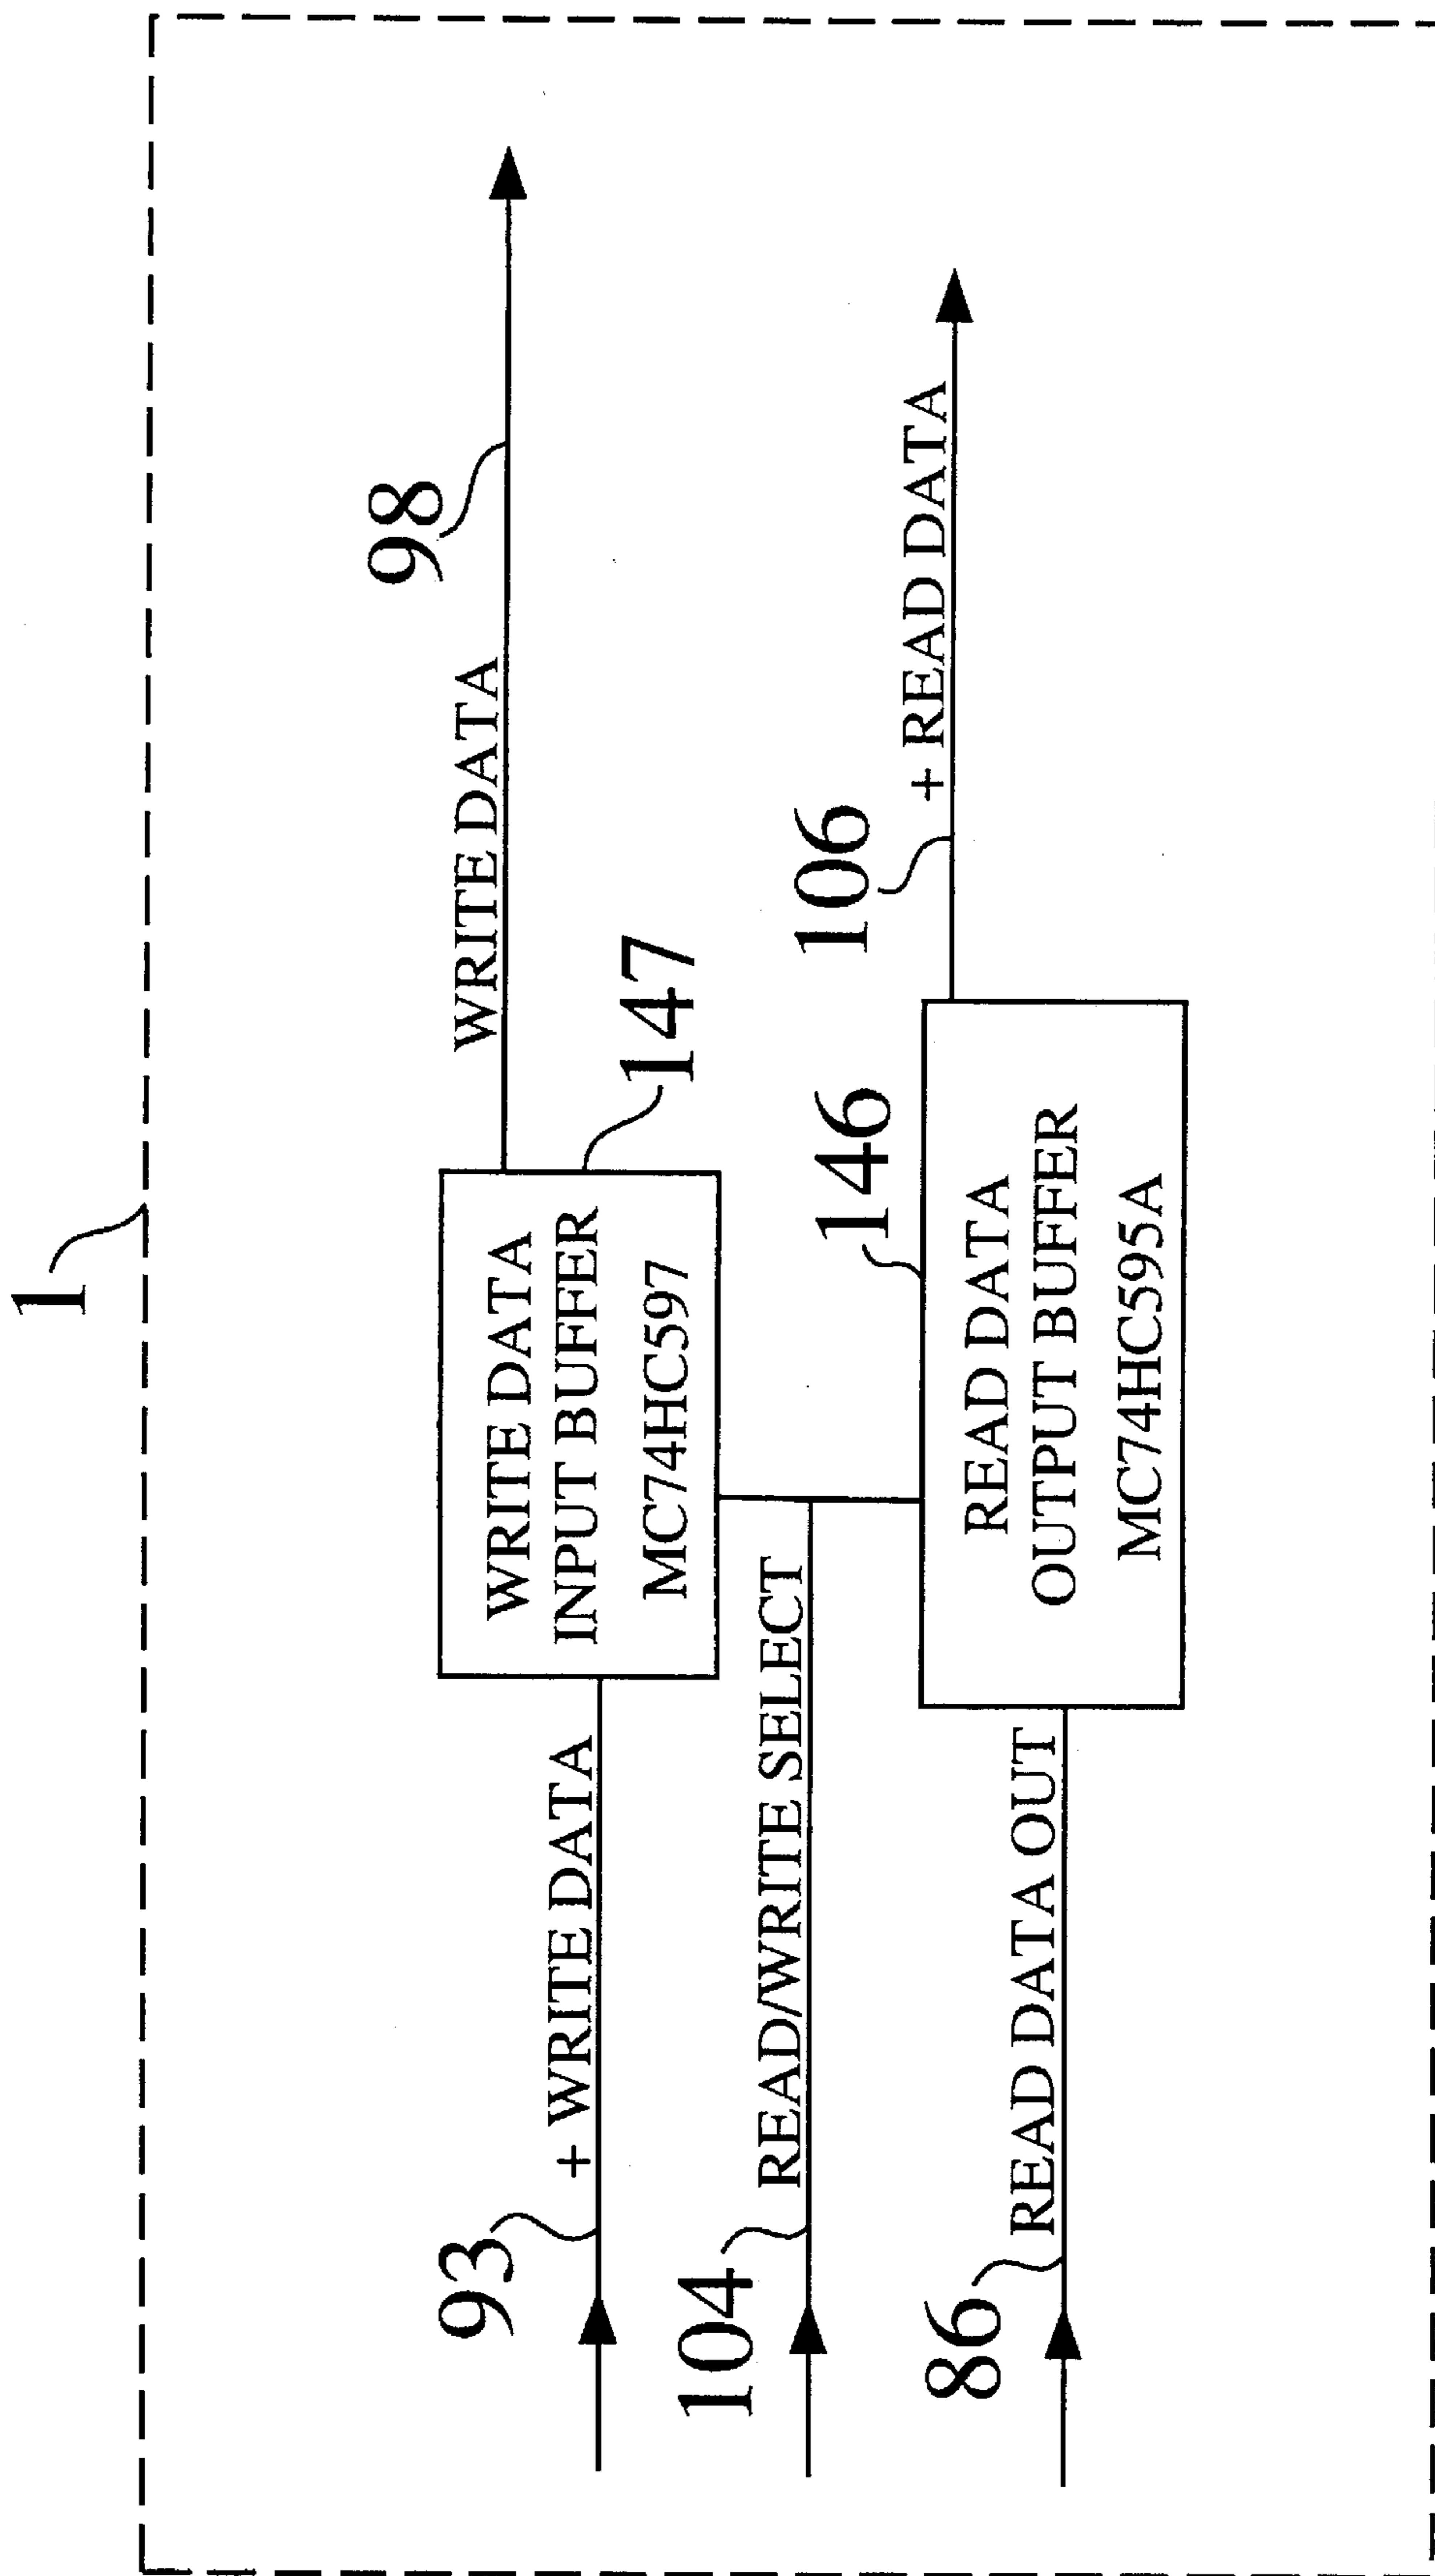 1
98
WRITE DATA
147
WRITE DATA
INPUT BUFFER
MC74HC597
+ WRITE DATA
93
106
+ READ DATA
146
READ DATA
OUTPUT BUFFER
MC74HC595A
READ/WRITE SELECT
104
READ DATA OUT
86